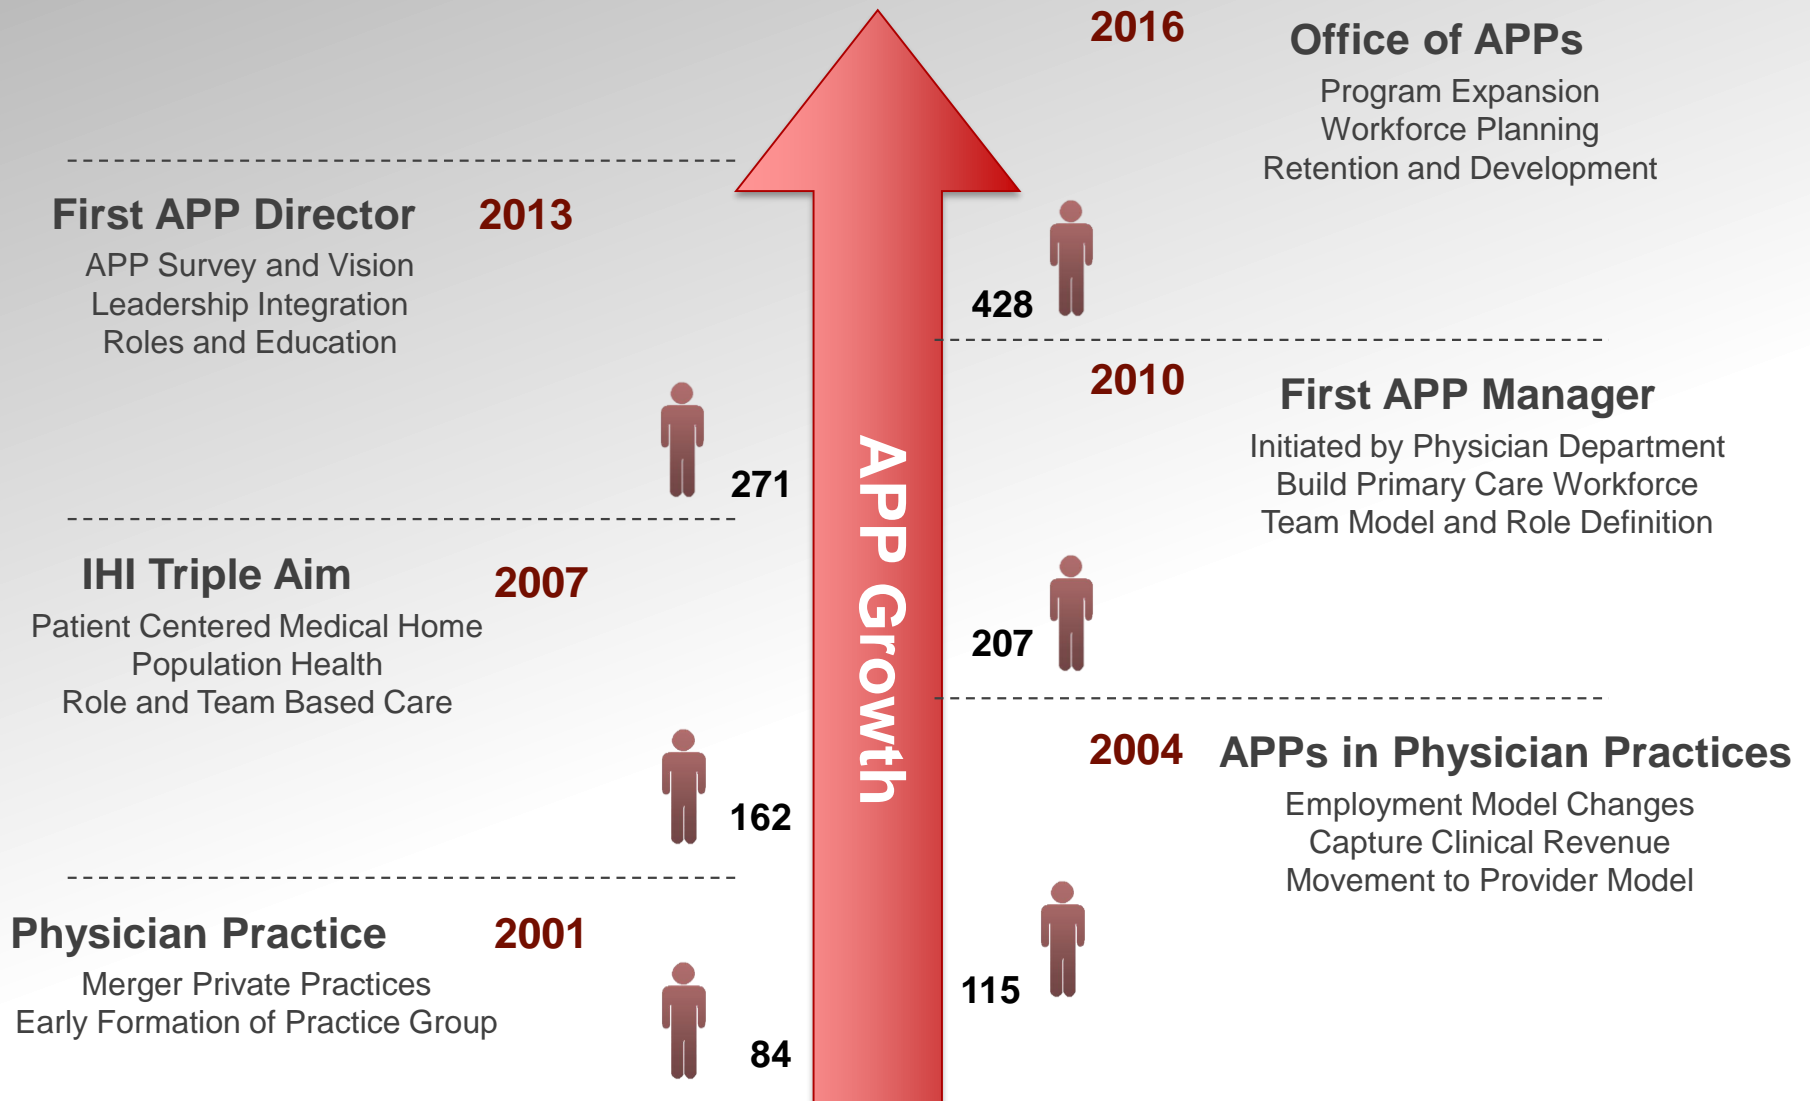 2016
Office of APPs
Program Expansion
Workforce Planning
Retention and Development
428
First APP Director
2013
APP Survey and Vision
Leadership Integration
Roles and Education
271
2010
First APP Manager
Initiated by Physician Department
Build Primary Care Workforce
Team Model and Role Definition
207
IHI Triple Aim
2007
Patient Centered Medical Home
Population Health
Role and Team Based Care
162
2004
APPs in Physician Practices
Employment Model Changes
Capture Clinical Revenue
Movement to Provider Model
115
Physician Practice
2001
Merger Private Practices
Early Formation of Practice Group
84
APP Growth